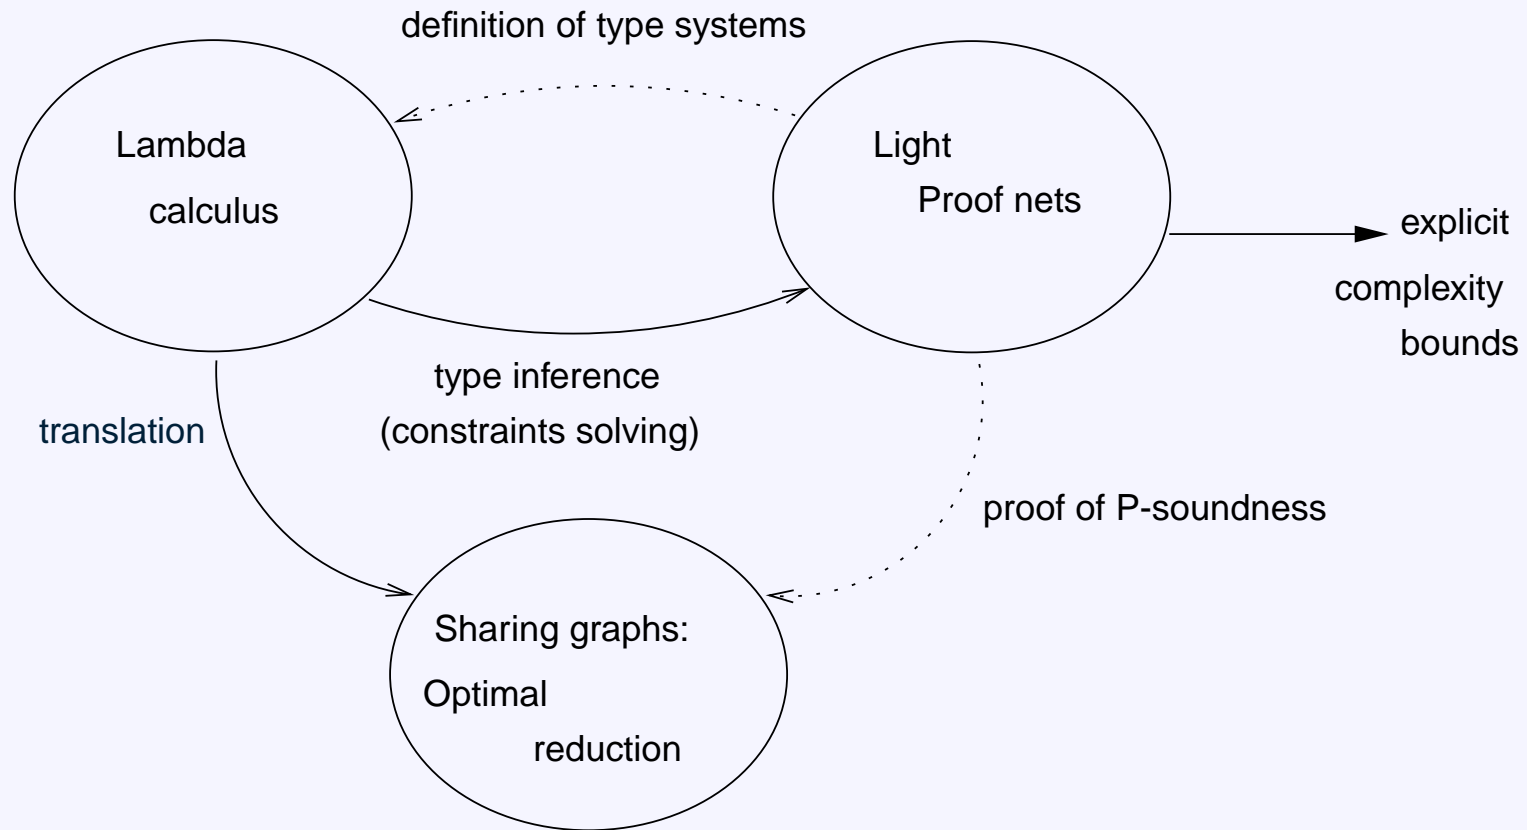 definition of type systems
Lambda
calculus
Light
Proof nets
explicit
complexity
bounds
type inference
(constraints solving)
translation
proof of P-soundness
Sharing graphs:
Optimal
reduction